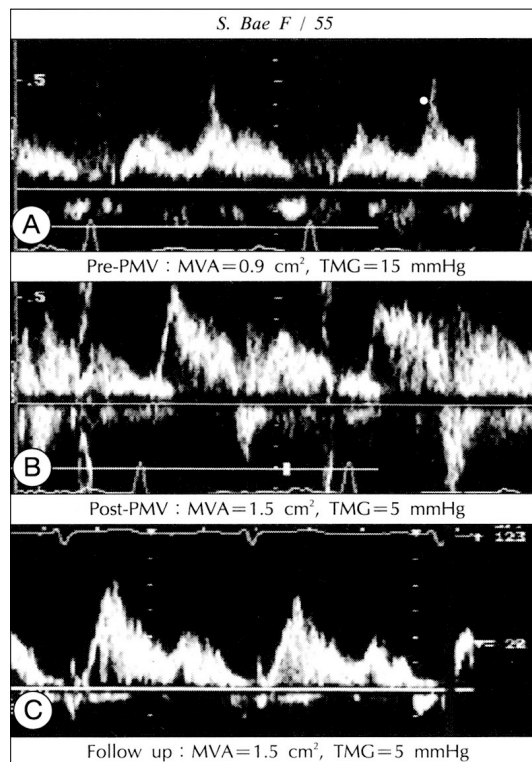 S. Bae F / 55
.5
A
Pre-PMV : MVA=0.9 cm², TMG=15 mmHg
.5
B
Post-PMV : MVA=1.5 cm², TMG=5 mmHg
123
20
C
Follow up : MVA=1.5 cm², TMG=5 mmHg